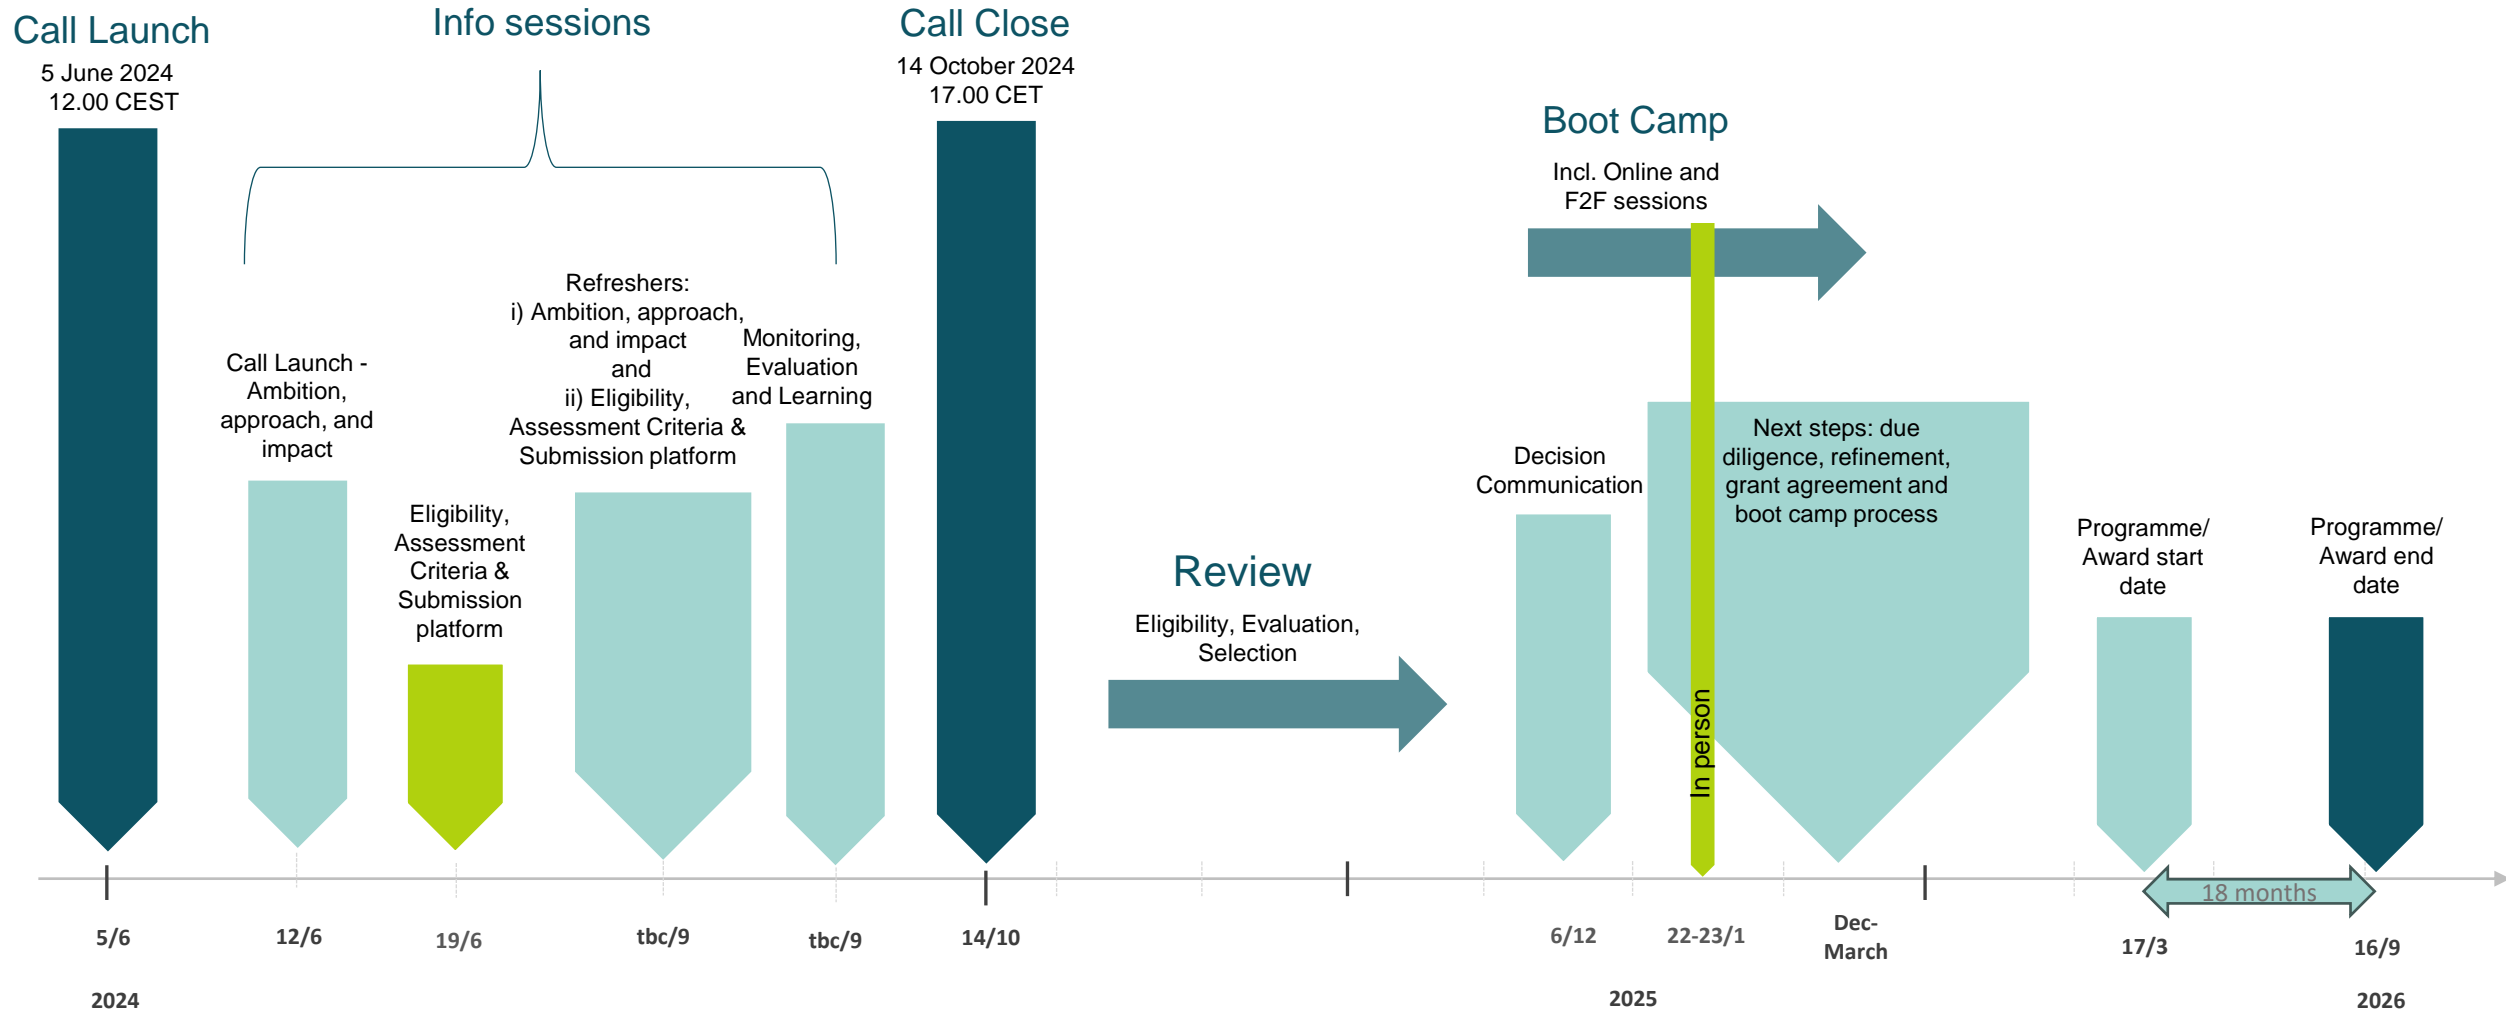 Call Launch
5 June 2024
12.00 CEST
Info sessions
Call Close
14 October 2024
17.00 CET
Call Launch -
Ambition,
approach, and
impact
Eligibility,
Assessment
Criteria &
Submission
platform
Refreshers:
i) Ambition, approach,
and impact
and
ii) Eligibility,
Assessment Criteria &
Submission platform
Monitoring,
Evaluation
and Learning
Review
Eligibility, Evaluation,
Selection
Boot Camp
Incl. Online and
F2F sessions
Decision
Communication
In person
Next steps: due
diligence, refinement,
grant agreement and
boot camp process
Programme/
Award start
date
Programme/
Award end
date
18 months
5/6
12/6
19/6
tbc/9
tbc/9
14/10
6/12
22-23/1
Dec-
March
17/3
16/9
2024
2025
2026